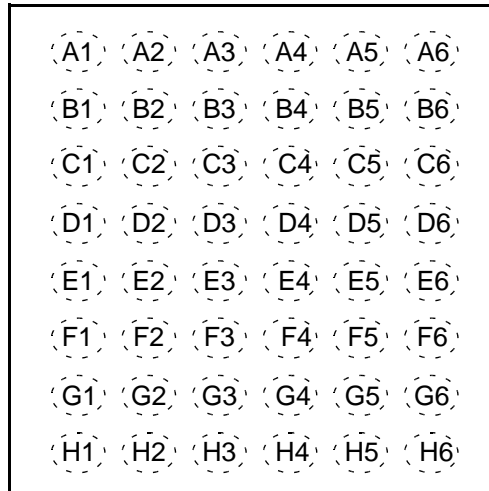 A1 A2 A3 A4 A5 A6
B1 B2 B3 B4 B5 B6
C1 C2 C3 C4 C5 C6
D1 D2 D3 D4 D5 D6
E1 E2 E3 E4 E5 E6
F1 F2 F3 F4 F5 F6
G1 G2 G3 G4 G5 G6
H1 H2 H3 H4 H5 H6